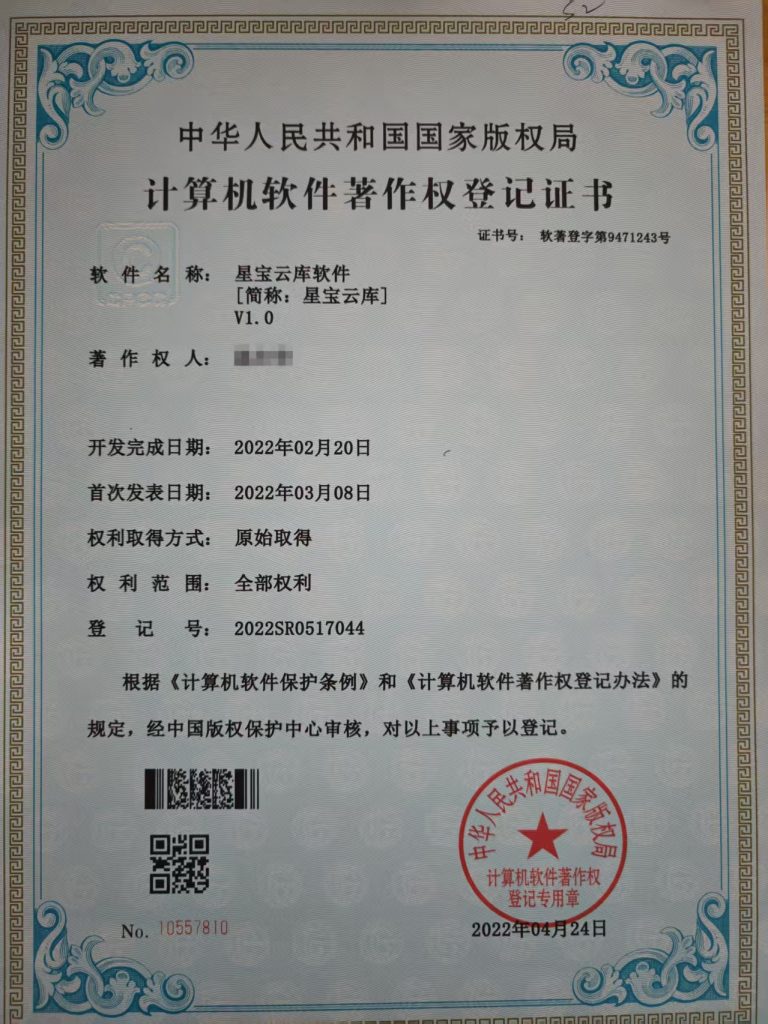 中华人民共和国国家版权局
计算机软件著作权登记证书
证书号： 软著登字第9471243号
软件名称： 星宝云库软件
[简称：星宝云库]
V1.0
著作权人：
开发完成日期： 2022年02月20日
首次发表日期： 2022年03月08日
权利取得方式： 原始取得
权利范围： 全部权利
登记号： 2022SR0517044
根据《计算机软件保护条例》和《计算机软件著作权登记办法》的
规定，经中国版权保护中心审核，对以上事项予以登记。
中华人民共和国国家版权局
计算机软件著作权
登记专用章
No. 10557810
2022年04月24日